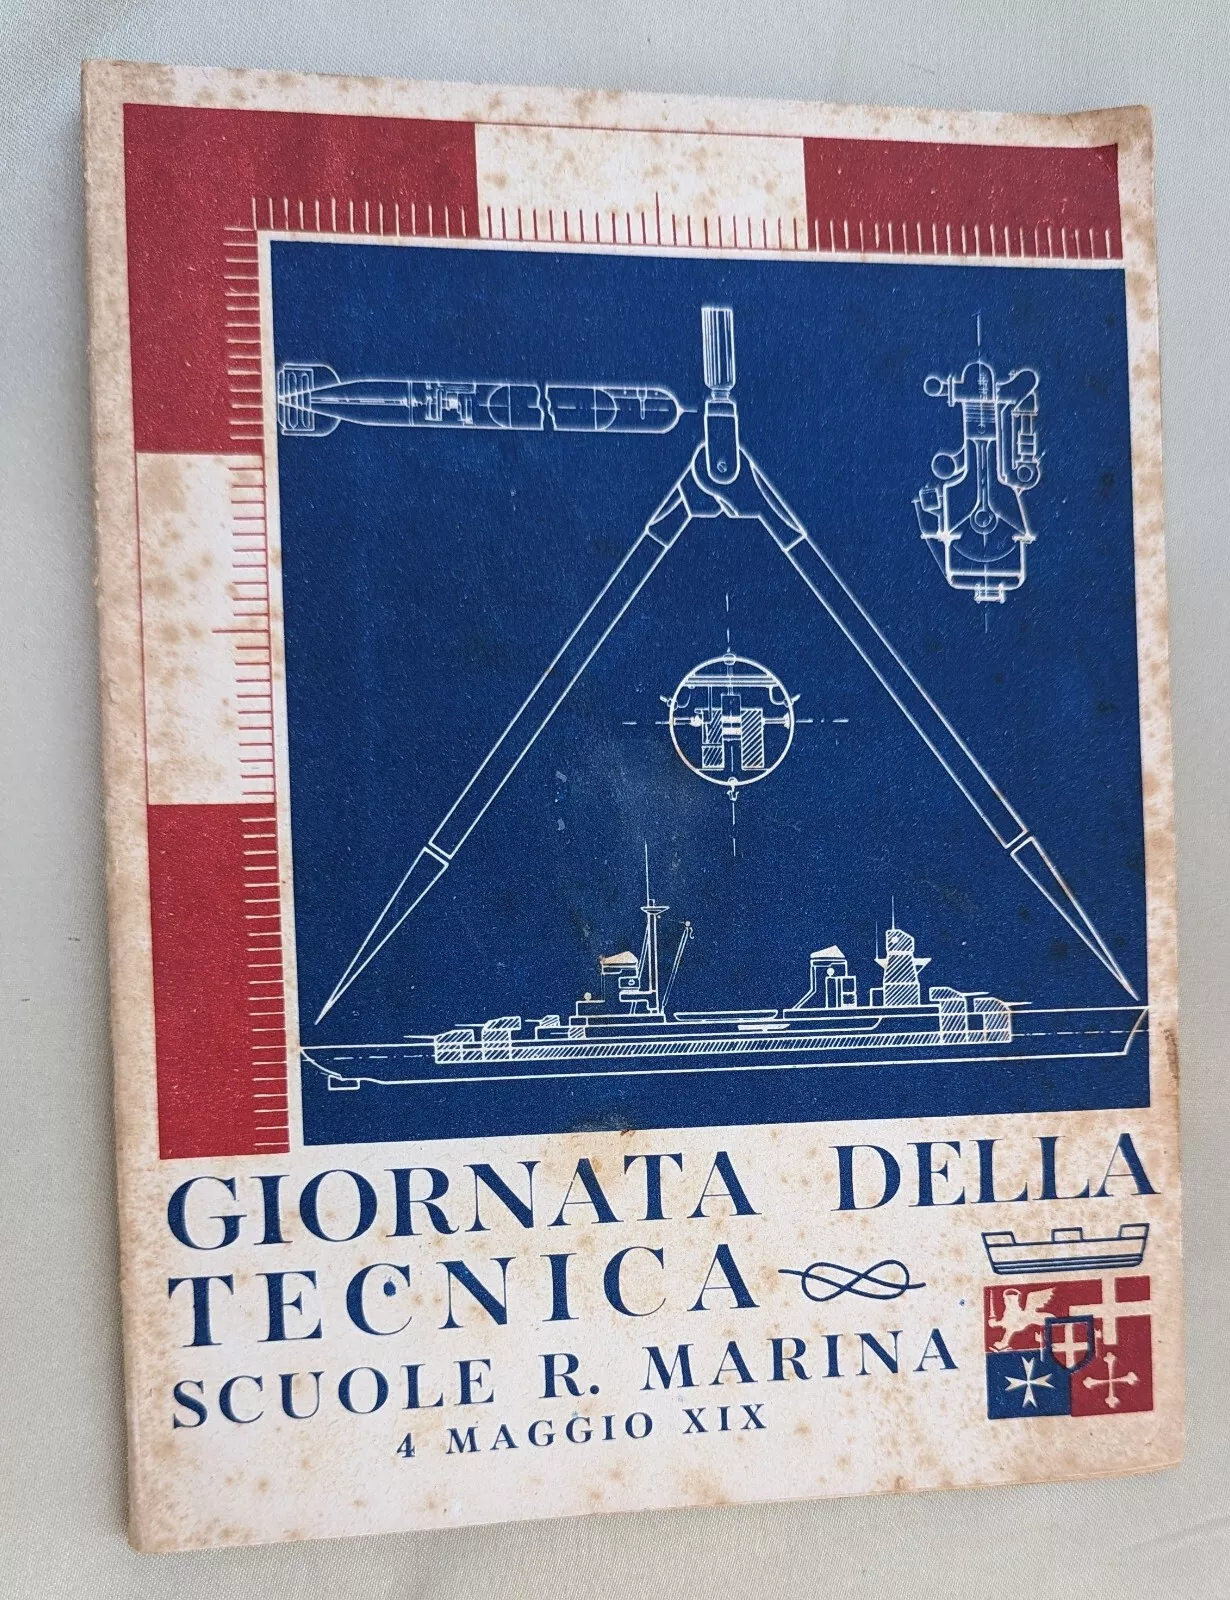 GIORNATA DELLA
TECNICA
SCUOLE R. MARINA
4 MAGGIO XIX